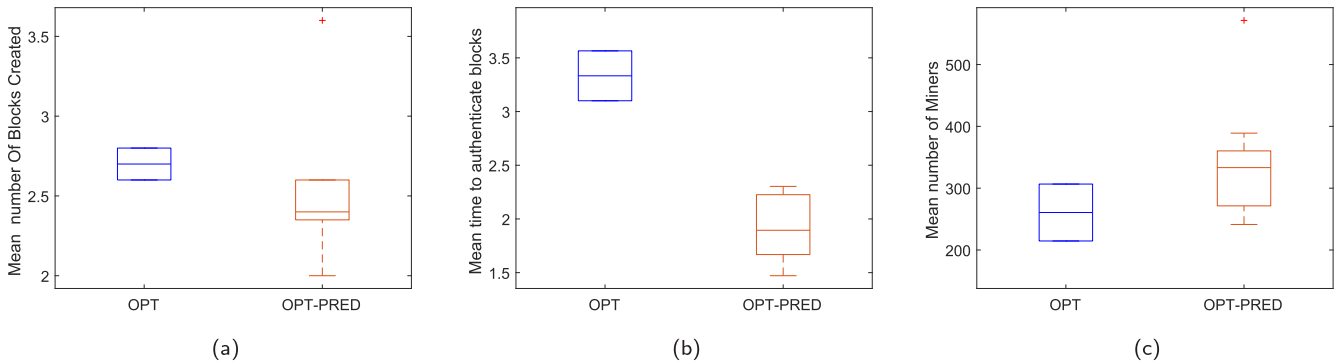 Mean number Of Blocks Created
3.5
3
2.5
2
OPT
OPT-PRED
(a)
Mean time to authenticate blocks
3.5
3
2.5
2
1.5
OPT
OPT-PRED
(b)
Mean number of Miners
500
400
300
200
OPT
OPT-PRED
(c)